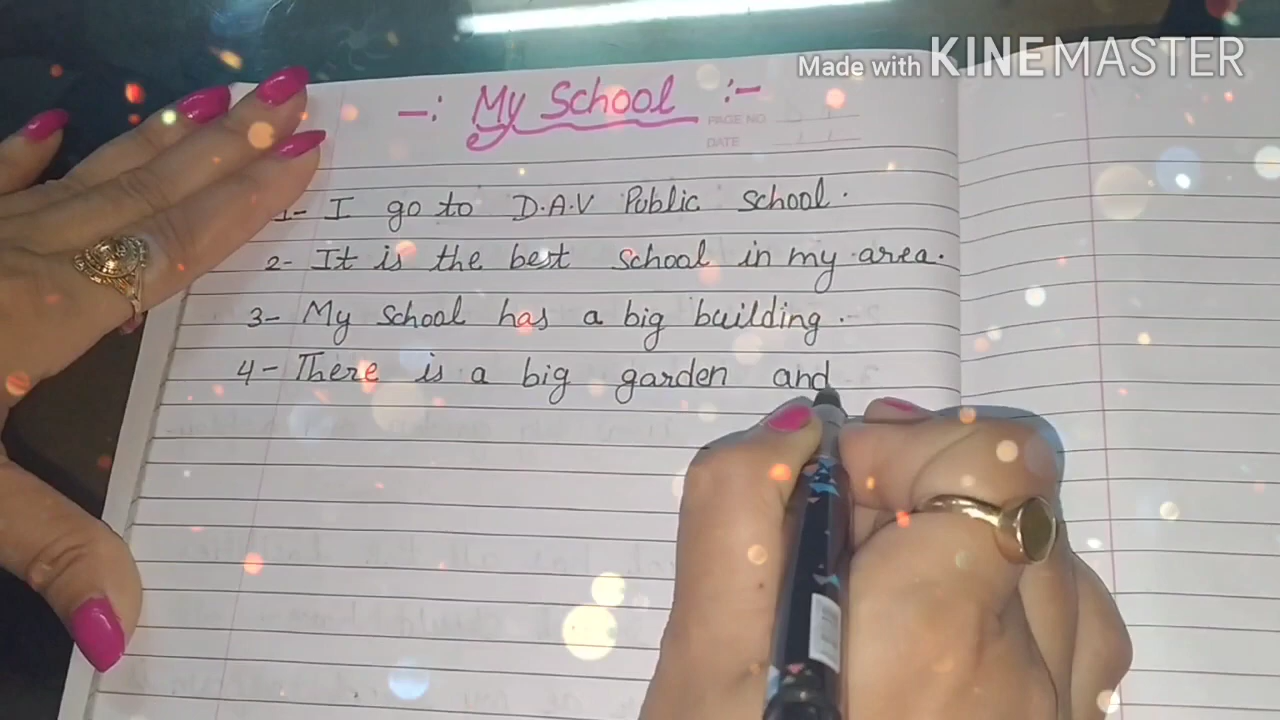 Made with KINEMASTER
-: My School :-
PAGE NO
DATE
1- I go to D.A.V Public School.
2- It is the best school in my area.
3- My school has a big building.
4- There is a big garden and